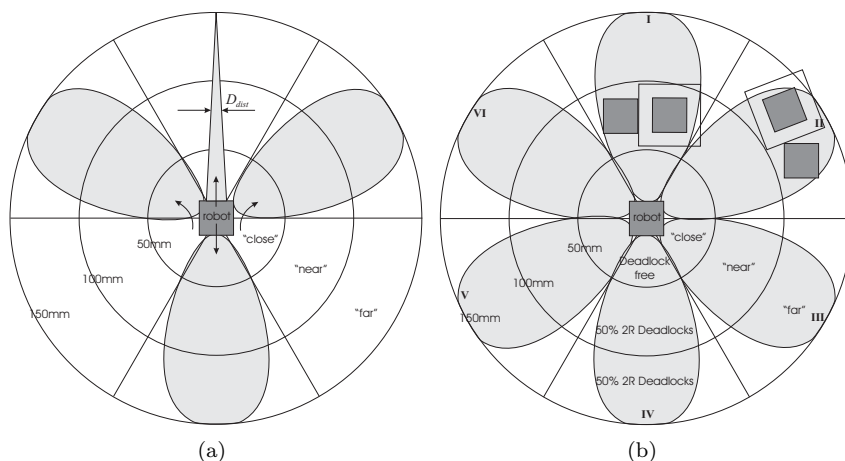 D_dist
robot
"close"
50mm
"near"
100mm
150mm
"far"
(a)
I
VI
II
robot
"close"
50mm
Deadlock
free
"near"
100mm
V
150mm
"far"
III
50% 2R Deadlocks
50% 2R Deadlocks
IV
(b)